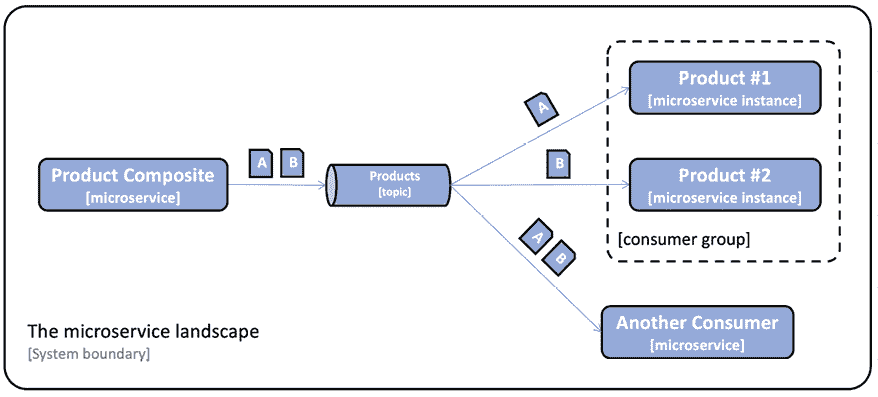 Product Composite
[microservice]
A B
Products
[topic]
A
B
A
B
Product #1
[microservice instance]
Product #2
[microservice instance]
[consumer group]
Another Consumer
[microservice]
The microservice landscape
[System boundary]